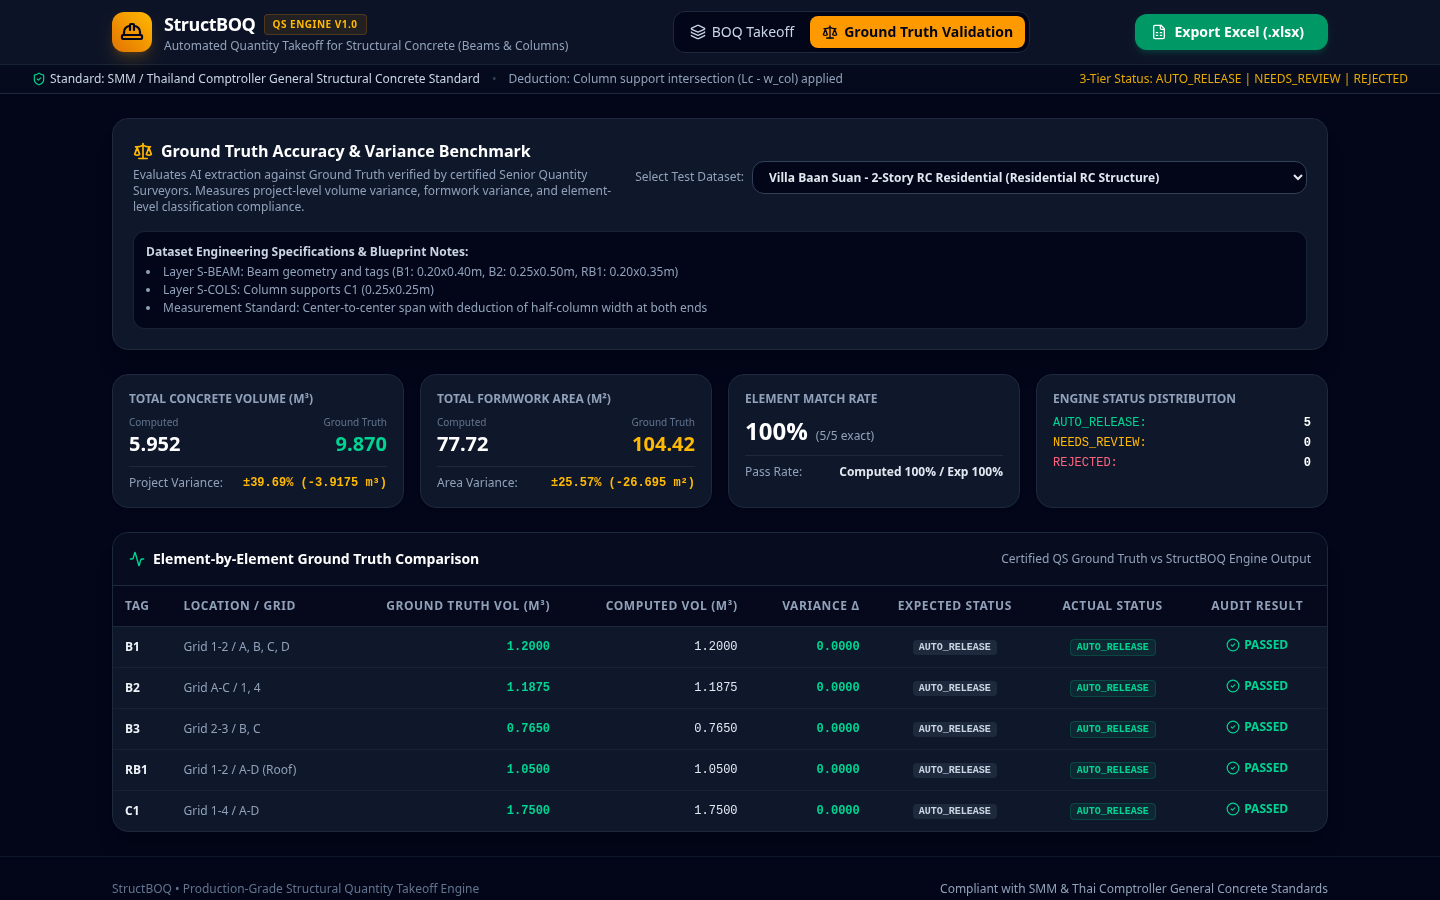 StructBOQ QS ENGINE V1.0
Automated Quantity Takeoff for Structural Concrete (Beams & Columns)
BOQ Takeoff
Ground Truth Validation
Export Excel (.xlsx)
Standard: SMM / Thailand Comptroller General Structural Concrete Standard • Deduction: Column support intersection (Lc - w_col) applied
3-Tier Status: AUTO_RELEASE | NEEDS_REVIEW | REJECTED
Ground Truth Accuracy & Variance Benchmark
Evaluates AI extraction against Ground Truth verified by certified Senior Quantity
Surveyors. Measures project-level volume variance, formwork variance, and element-
level classification compliance.
Select Test Dataset: Villa Baan Suan - 2-Story RC Residential (Residential RC Structure)
Dataset Engineering Specifications & Blueprint Notes:
• Layer S-BEAM: Beam geometry and tags (B1: 0.20x0.40m, B2: 0.25x0.50m, RB1: 0.20x0.35m)
• Layer S-COLS: Column supports C1 (0.25x0.25m)
• Measurement Standard: Center-to-center span with deduction of half-column width at both ends
TOTAL CONCRETE VOLUME (M³)
Computed Ground Truth
5.952 9.870
Project Variance: ±39.69% (-3.9175 m³)
TOTAL FORMWORK AREA (M²)
Computed Ground Truth
77.72 104.42
Area Variance: ±25.57% (-26.695 m²)
ELEMENT MATCH RATE
100% (5/5 exact)
Pass Rate: Computed 100% / Exp 100%
ENGINE STATUS DISTRIBUTION
AUTO_RELEASE: 5
NEEDS_REVIEW: 0
REJECTED: 0
Element-by-Element Ground Truth Comparison
Certified QS Ground Truth vs StructBOQ Engine Output
TAG LOCATION / GRID GROUND TRUTH VOL (M³) COMPUTED VOL (M³) VARIANCE Δ EXPECTED STATUS ACTUAL STATUS AUDIT RESULT
B1 Grid 1-2 / A, B, C, D 1.2000 1.2000 0.0000 AUTO_RELEASE AUTO_RELEASE PASSED
B2 Grid A-C / 1, 4 1.1875 1.1875 0.0000 AUTO_RELEASE AUTO_RELEASE PASSED
B3 Grid 2-3 / B, C 0.7650 0.7650 0.0000 AUTO_RELEASE AUTO_RELEASE PASSED
RB1 Grid 1-2 / A-D (Roof) 1.0500 1.0500 0.0000 AUTO_RELEASE AUTO_RELEASE PASSED
C1 Grid 1-4 / A-D 1.7500 1.7500 0.0000 AUTO_RELEASE AUTO_RELEASE PASSED
StructBOQ • Production-Grade Structural Quantity Takeoff Engine
Compliant with SMM & Thai Comptroller General Concrete Standards